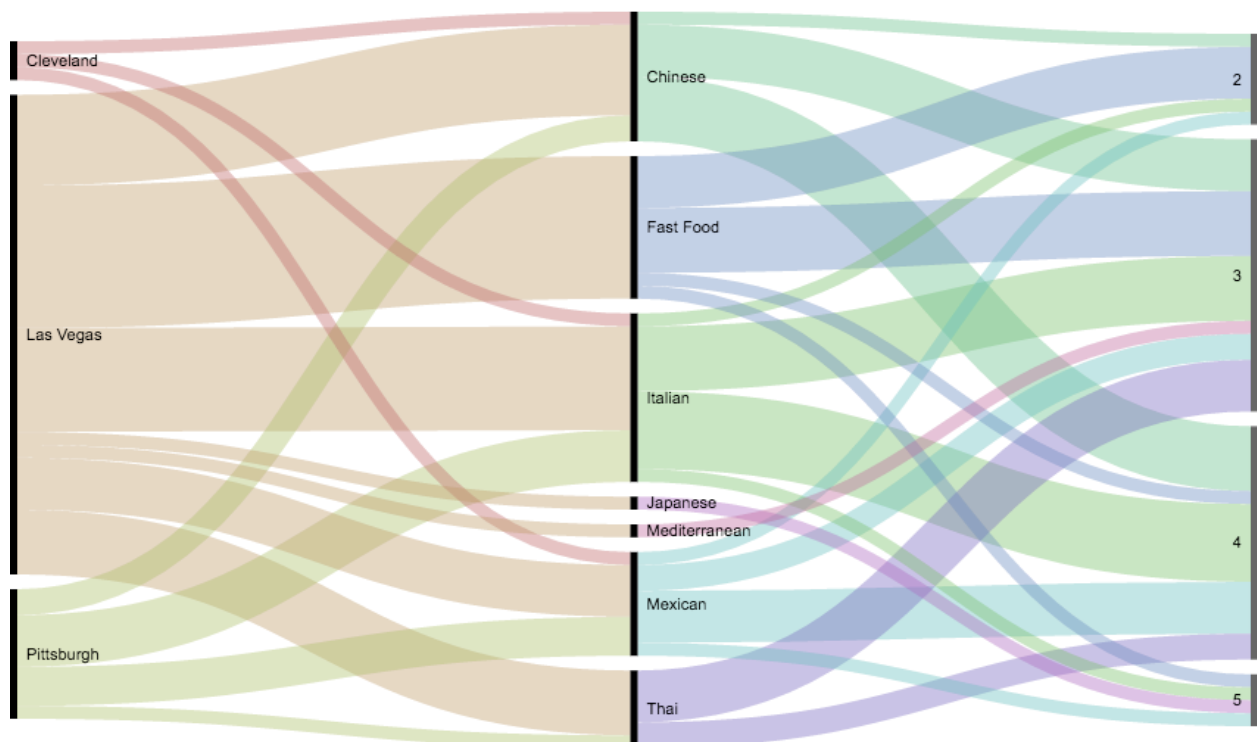 Cleveland
Las Vegas
Pittsburgh
Chinese
Fast Food
Italian
Japanese
Mediterranean
Mexican
Thai
2
3
4
5